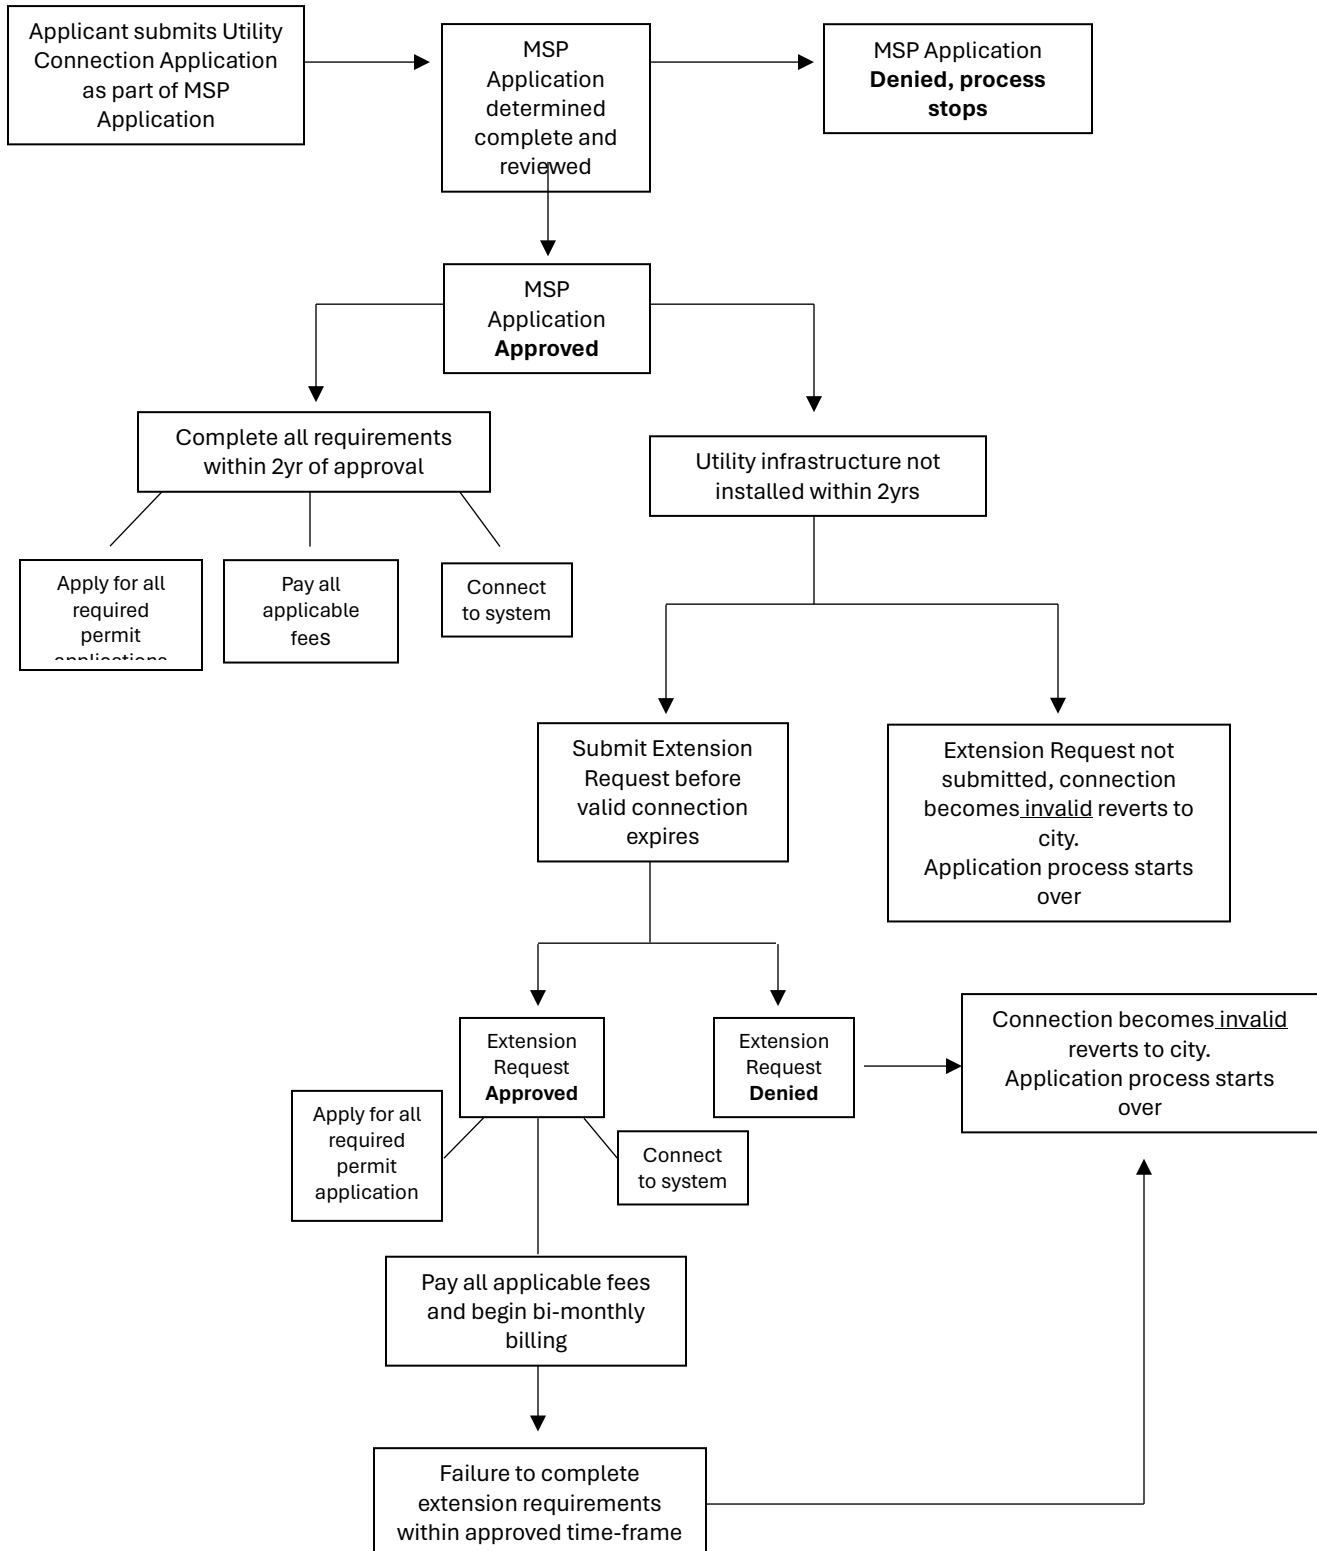 Applicant submits Utility
Connection Application
as part of MSP
Application
MSP
Application
determined
complete and
reviewed
MSP Application
Denied, process
stops
MSP
Application
Approved
Complete all requirements
within 2yr of approval
Utility infrastructure not
installed within 2yrs
Apply for all
required
permit
applications
Pay all
applicable
fees
Connect
to system
Submit Extension
Request before
valid connection
expires
Extension Request not
submitted, connection
becomes invalid reverts to
city.
Application process starts
over
Extension
Request
Approved
Extension
Request
Denied
Connection becomes invalid
reverts to city.
Application process starts
over
Apply for all
required
permit
application
Connect
to system
Pay all applicable fees
and begin bi-monthly
billing
Failure to complete
extension requirements
within approved time-frame